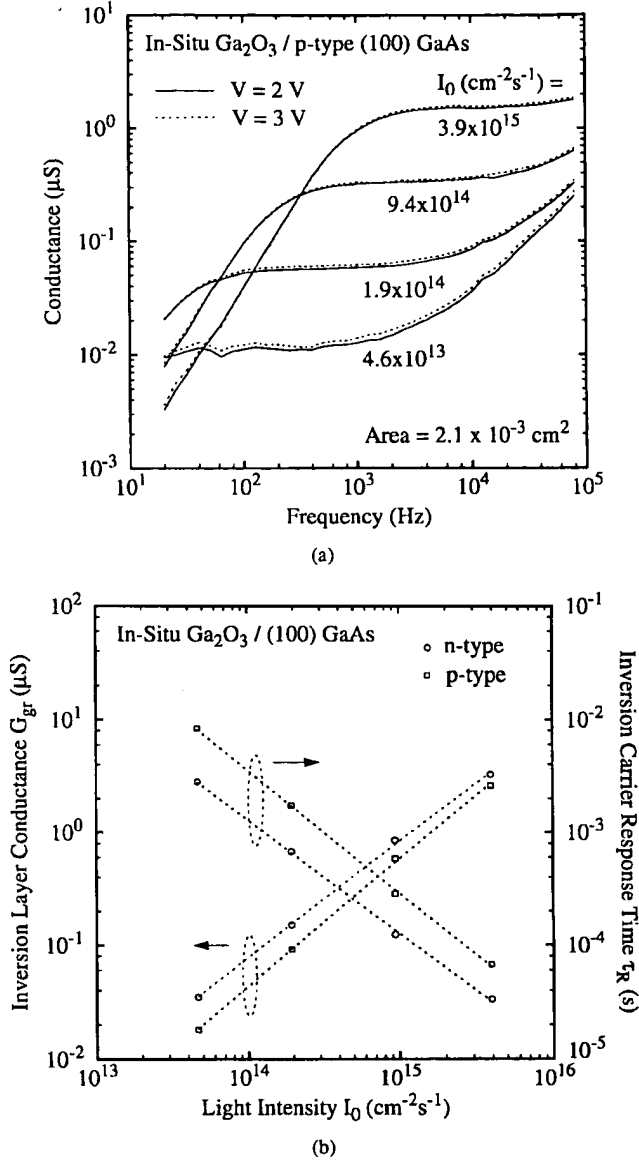 In-Situ Ga₂O₃ / p-type (100) GaAs
V = 2 V
V = 3 V
I₀ (cm⁻²s⁻¹) =
3.9x10¹⁵
9.4x10¹⁴
1.9x10¹⁴
4.6x10¹³
Area = 2.1 x 10⁻³ cm²
Conductance (µS)
10¹
10⁰
10⁻¹
10⁻²
10⁻³
10¹ 10² 10³ 10⁴ 10⁵
Frequency (Hz)
(a)
In-Situ Ga₂O₃ / (100) GaAs
n-type
p-type
Inversion Layer Conductance G_gr (µS)
10²
10¹
10⁰
10⁻¹
10⁻²
Inversion Carrier Response Time τ_R (s)
10⁻¹
10⁻²
10⁻³
10⁻⁴
10⁻⁵
10¹³ 10¹⁴ 10¹⁵ 10¹⁶
Light Intensity I₀ (cm⁻²s⁻¹)
(b)